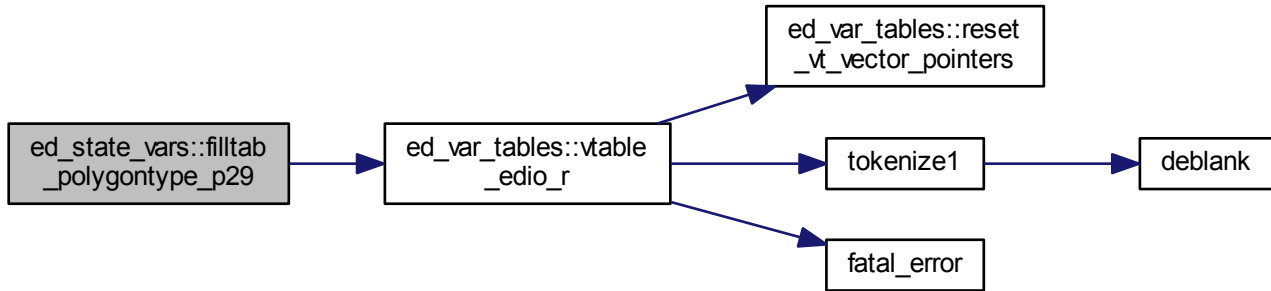 ed_state_vars::filltab
_polygontype_p29
ed_var_tables::vtable
_edio_r
ed_var_tables::reset
_vt_vector_pointers
tokenize1
deblank
fatal_error